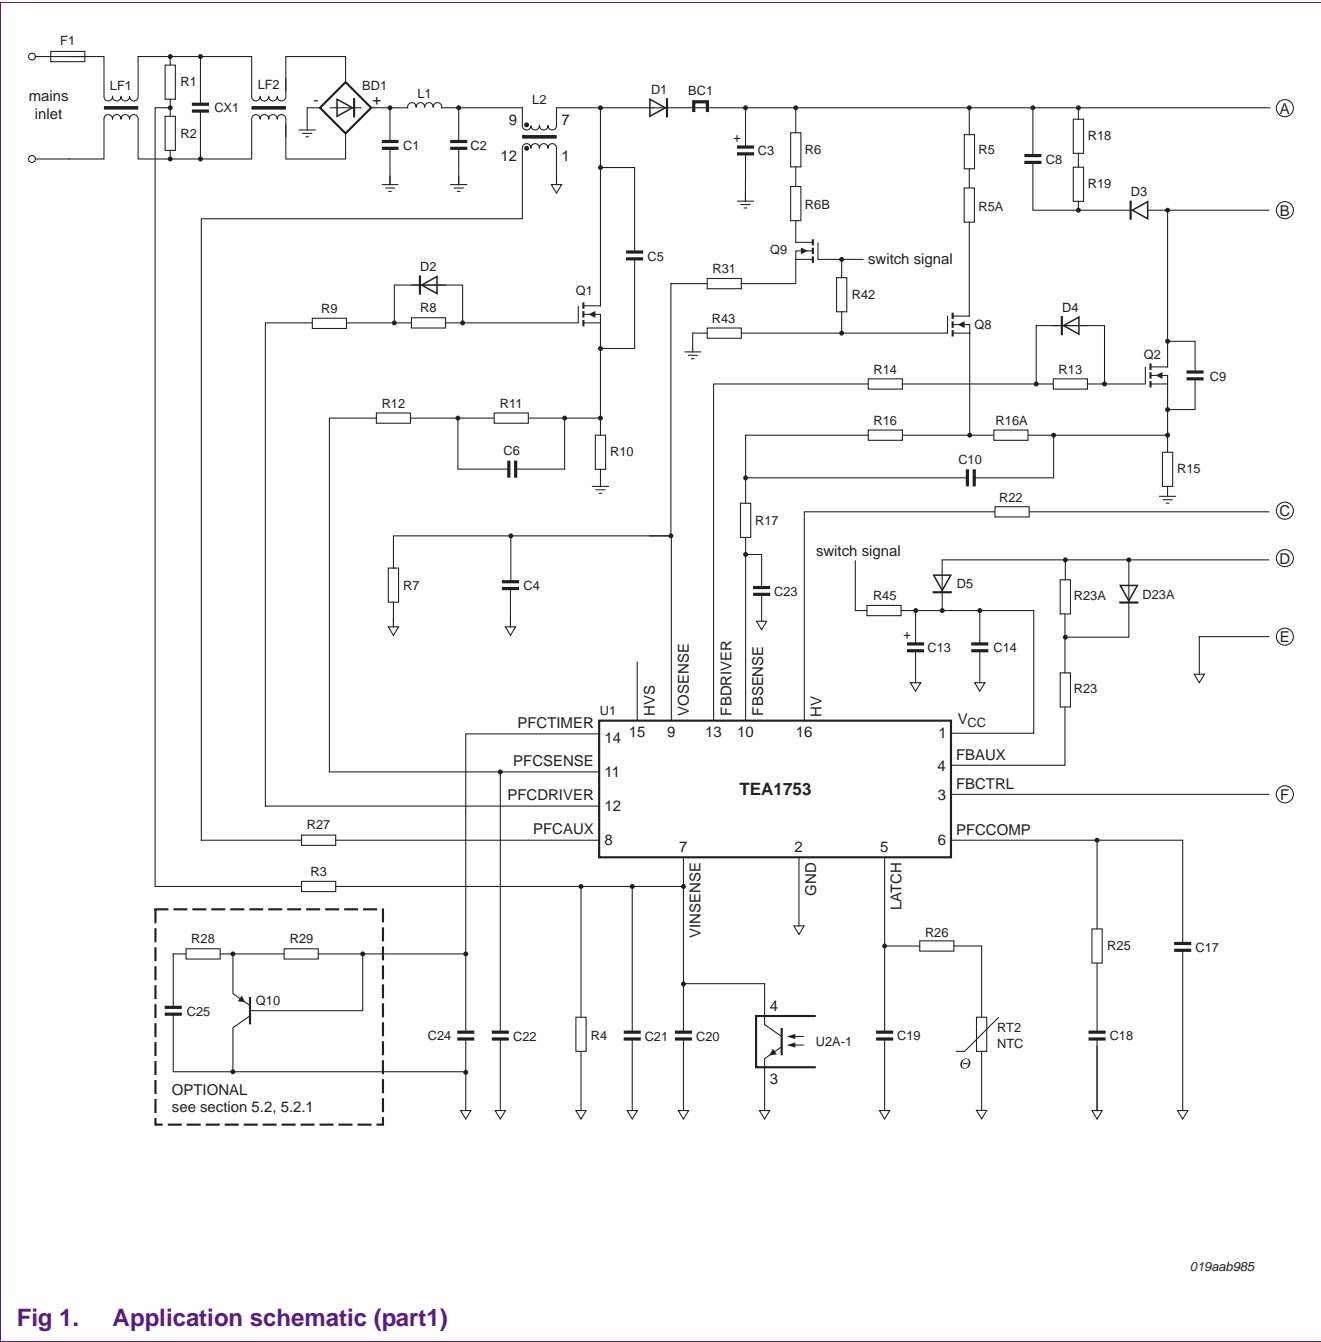 F1
mains
inlet
LF1
R1
R2
CX1
LF2
-
BD1
+
L1
C1
C2
L2
9
7
12
1
D1
BC1
+
C3
R6
R6B
R5
R5A
C8
R18
R19
D3
A
B
Q9
switch signal
R31
R42
R43
Q8
C5
Q1
D2
R9
R8
D4
R14
R13
Q2
C9
R12
R11
C6
R10
R16
R16A
C10
R15
R17
R22
C
switch signal
D5
R45
R23A
D23A
D
R7
C4
C23
+
C13
C14
E
R23
HVS
VOSENSE
FBDRIVER
FBSENSE
HV
U1
15
9
13
10
16
VCC
1
PFCTIMER
14
PFCSENSE
11
PFCDRIVER
12
PFCAUX
8
TEA1753
FBAUX
4
FBCTRL
3
F
PFCCOMP
6
R27
R3
7
2
5
VINSENSE
GND
LATCH
R28
R29
C25
Q10
C24
C22
R4
C21
C20
4
U2A-1
3
C19
R26
RT2
NTC
Θ
R25
C18
C17
OPTIONAL
see section 5.2, 5.2.1
019aab985
Fig 1. Application schematic (part1)